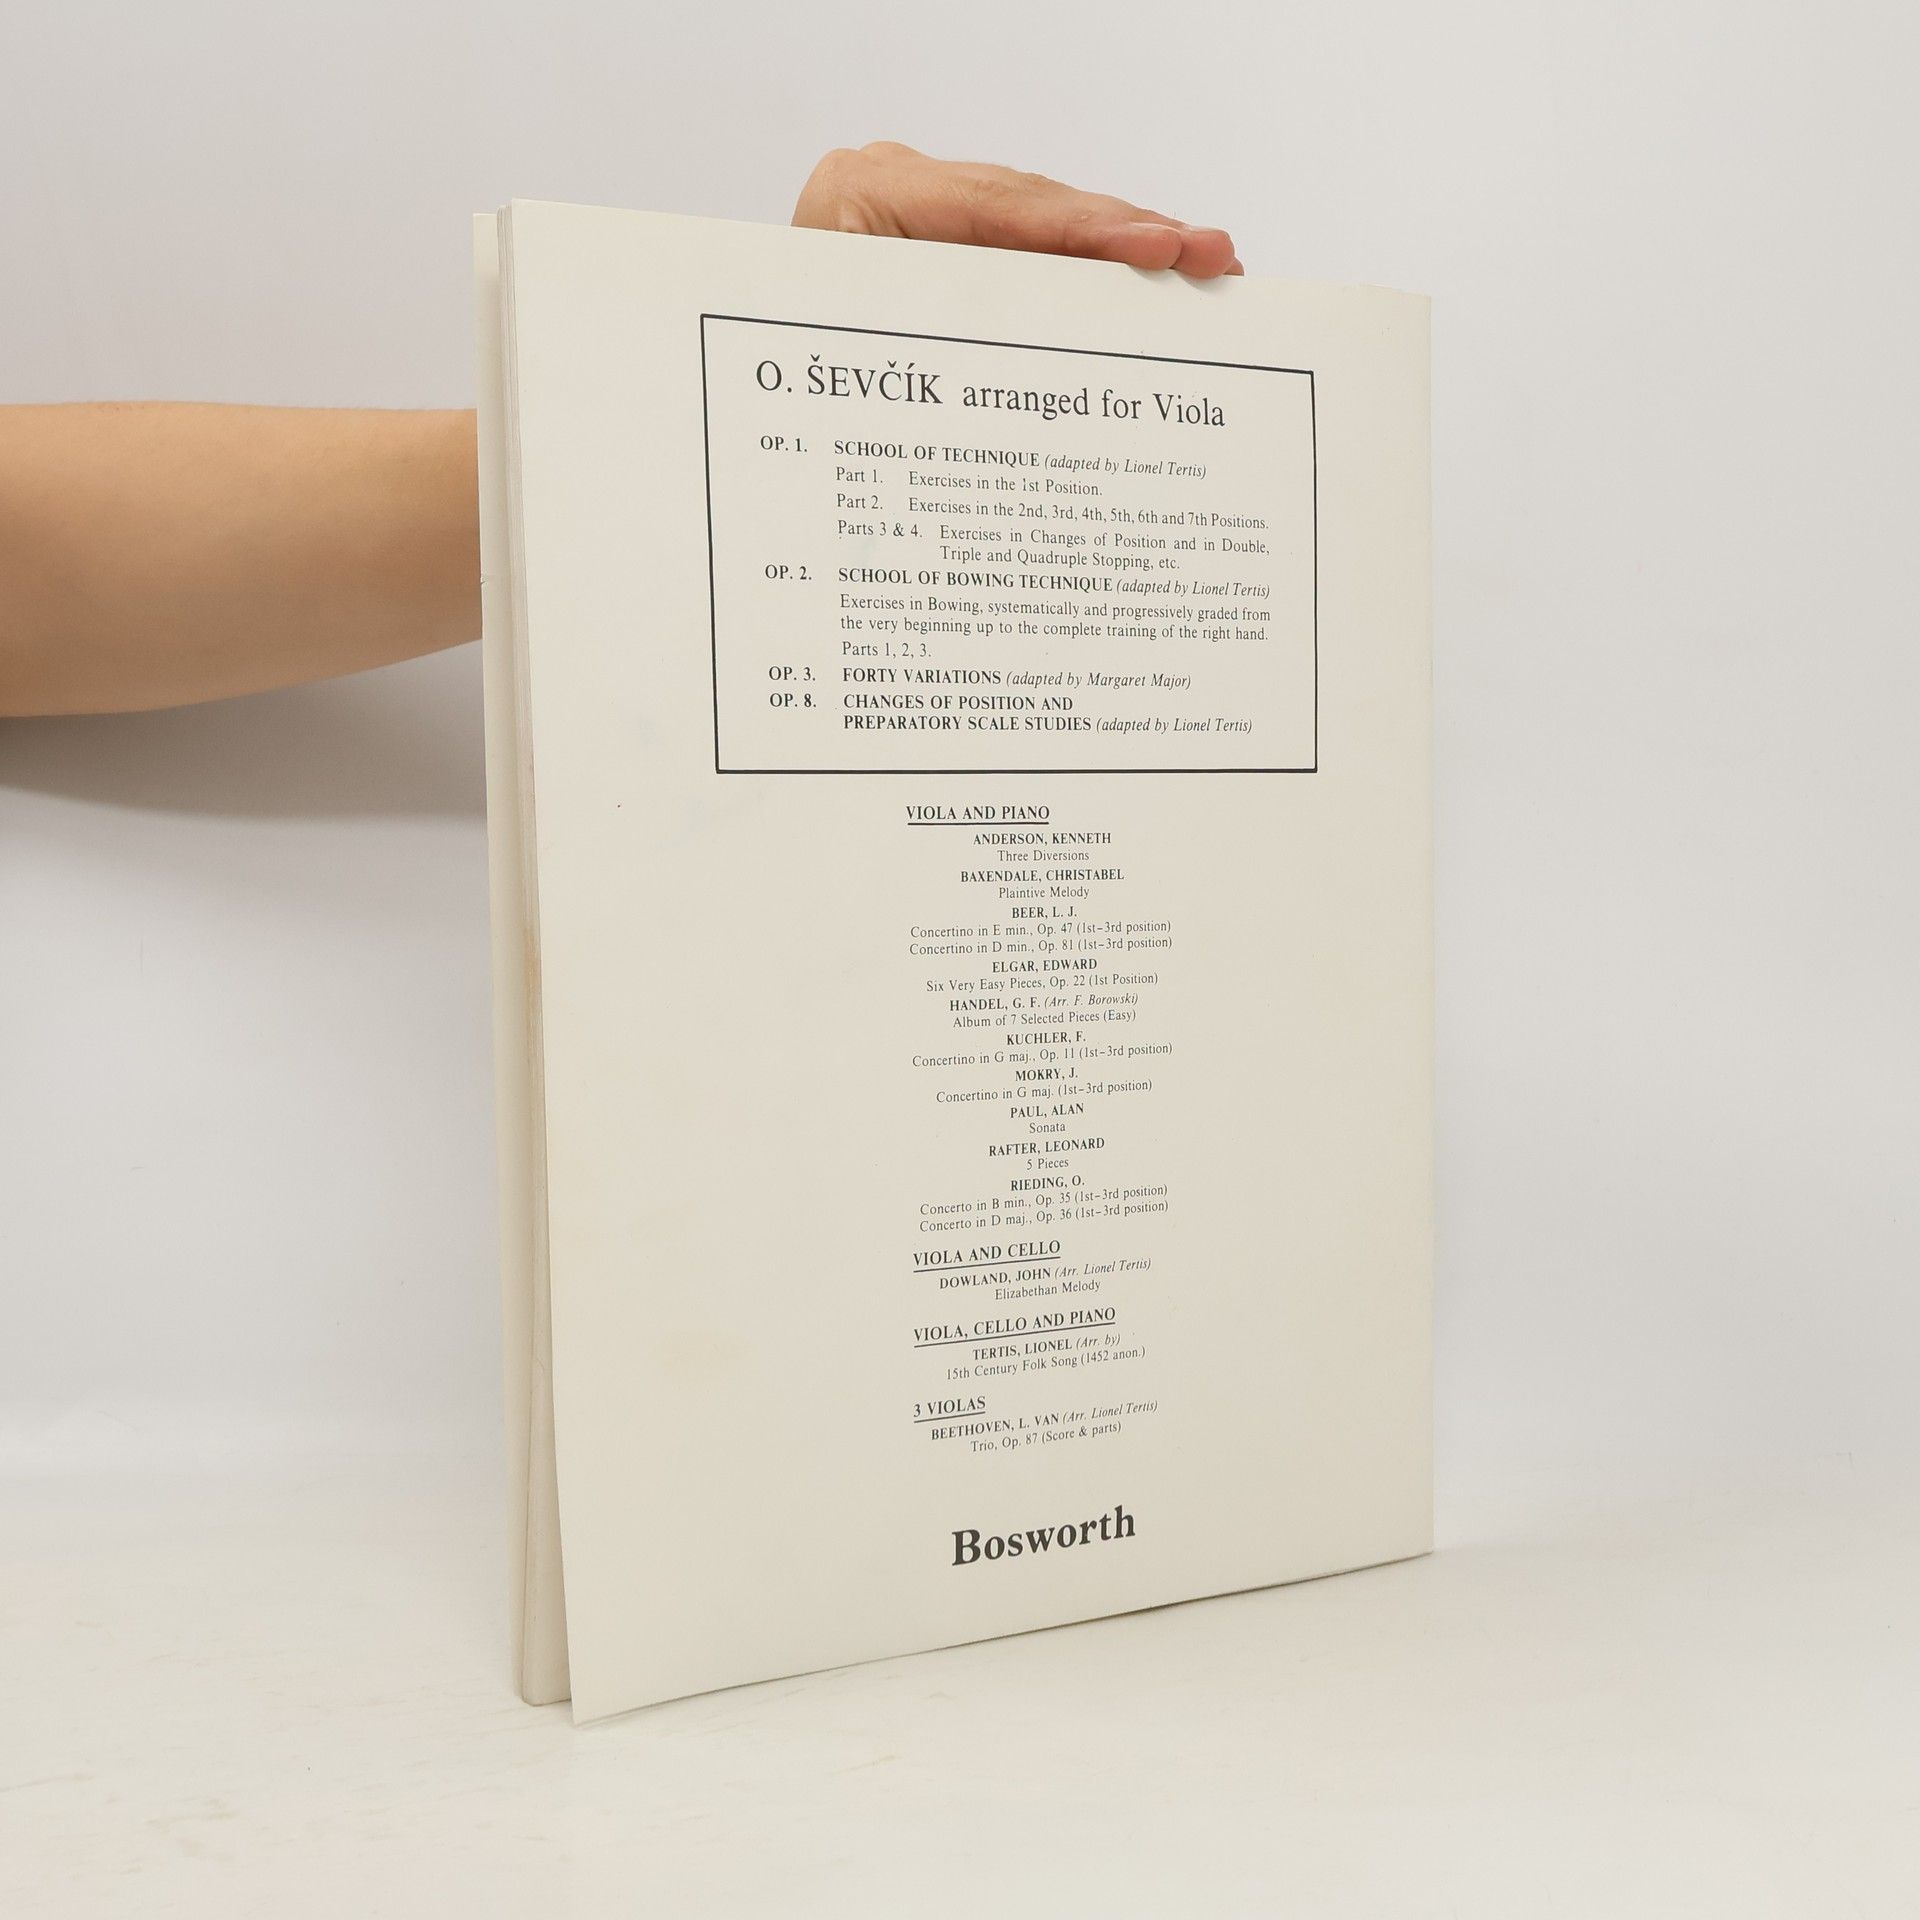 O. ŠEVČÍK arranged for Viola
OP. 1. SCHOOL OF TECHNIQUE (adapted by Lionel Tertis)
Part 1. Exercises in the 1st Position.
Part 2. Exercises in the 2nd, 3rd, 4th, 5th, 6th and 7th Positions.
Parts 3 & 4. Exercises in Changes of Position and in Double,
Triple and Quadruple Stopping, etc.
OP. 2. SCHOOL OF BOWING TECHNIQUE (adapted by Lionel Tertis)
Exercises in Bowing, systematically and progressively graded from
the very beginning up to the complete training of the right hand.
Parts 1, 2, 3.
OP. 3. FORTY VARIATIONS (adapted by Margaret Major)
OP. 8. CHANGES OF POSITION AND
PREPARATORY SCALE STUDIES (adapted by Lionel Tertis)
VIOLA AND PIANO
ANDERSON, KENNETH
Three Diversions
BAXENDALE, CHRISTABEL
Plaintive Melody
BEER, L. J.
Concertino in E min., Op. 47 (1st–3rd position)
Concertino in D min., Op. 81 (1st–3rd position)
ELGAR, EDWARD
Six Very Easy Pieces, Op. 22 (1st Position)
HANDEL, G. F. (Arr. F. Borowski)
Album of 7 Selected Pieces (Easy)
KUCHLER, F.
Concertino in G maj., Op. 11 (1st–3rd position)
MOKRY, J.
Concertino in G maj. (1st–3rd position)
PAUL, ALAN
Sonata
RAFTER, LEONARD
5 Pieces
RIEDING, O.
Concerto in B min., Op. 35 (1st–3rd position)
Concerto in D maj., Op. 36 (1st–3rd position)
VIOLA AND CELLO
DOWLAND, JOHN (Arr. Lionel Tertis)
Elizabethan Melody
VIOLA, CELLO AND PIANO
TERTIS, LIONEL (Arr. by)
15th Century Folk Song (1452 anon.)
3 VIOLAS
BEETHOVEN, L. VAN (Arr. Lionel Tertis)
Trio, Op. 87 (Score & parts)
Bosworth